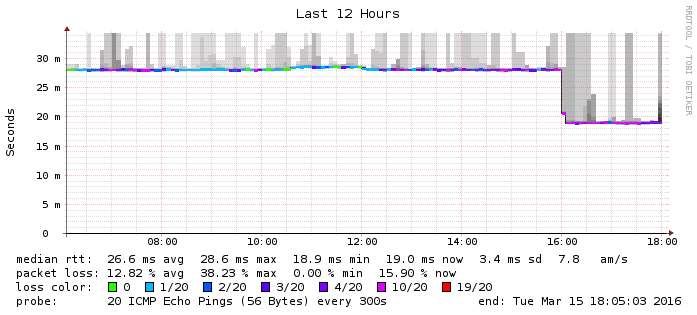 Last 12 Hours
RRDTOOL / TOBI OETIKER
Seconds
30 m
25 m
20 m
15 m
10 m
5 m
0
08:00 10:00 12:00 14:00 16:00 18:00
median rtt: 26.6 ms avg 28.6 ms max 18.9 ms min 19.0 ms now 3.4 ms sd 7.8 am/s
packet loss: 12.82 % avg 38.23 % max 0.00 % min 15.90 % now
loss color: 0 1/20 2/20 3/20 4/20 10/20 19/20
probe: 20 ICMP Echo Pings (56 Bytes) every 300s end: Tue Mar 15 18:05:03 2016